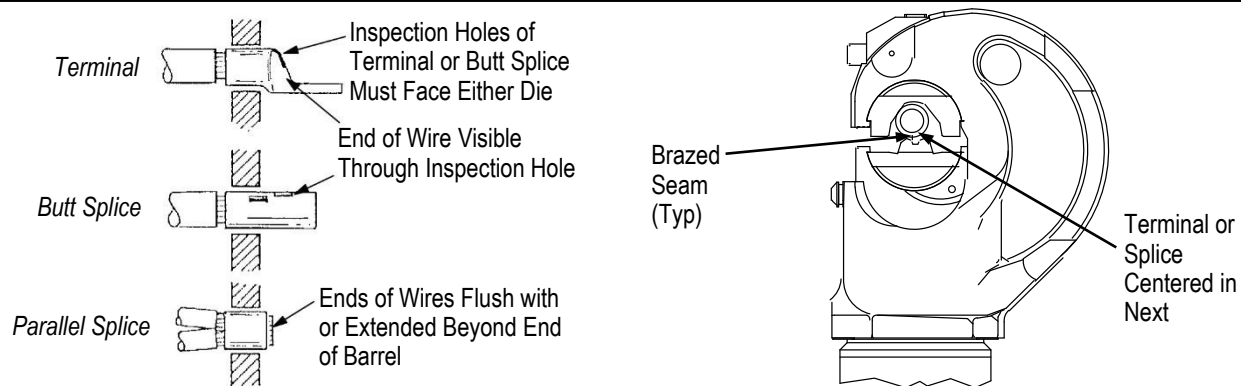 Terminal
Inspection Holes of
Terminal or Butt Splice
Must Face Either Die
End of Wire Visible
Through Inspection Hole
Butt Splice
Parallel Splice
Ends of Wires Flush with
or Extended Beyond End
of Barrel
Brazed
Seam
(Typ)
Terminal or
Splice
Centered in
Next